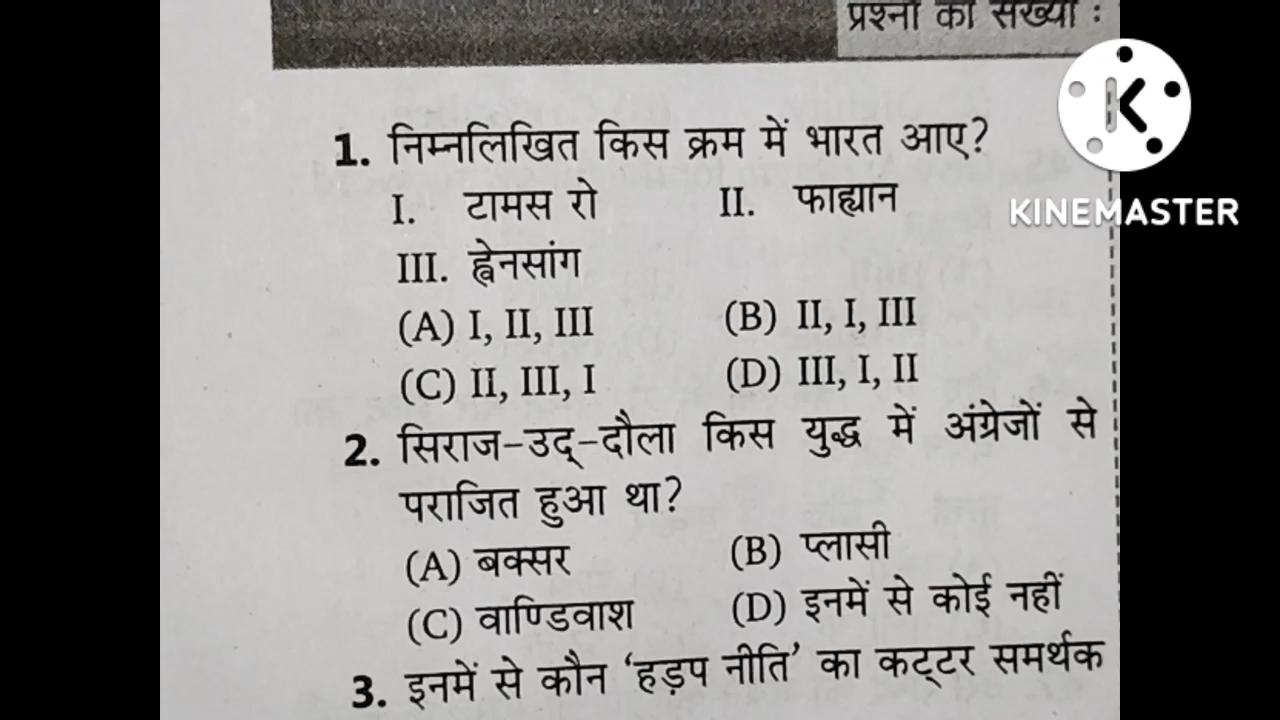 प्रश्नों की संख्या :
KINEMASTER
1. निम्नलिखित किस क्रम में भारत आए?
I. टामस रो II. फाह्यान
III. ह्वेनसांग
(A) I, II, III (B) II, I, III
(C) II, III, I (D) III, I, II
2. सिराज-उद्-दौला किस युद्ध में अंग्रेजों से
पराजित हुआ था?
(A) बक्सर (B) प्लासी
(C) वाण्डिवाश (D) इनमें से कोई नहीं
3. इनमें से कौन ‘हड़प नीति’ का कट्टर समर्थक